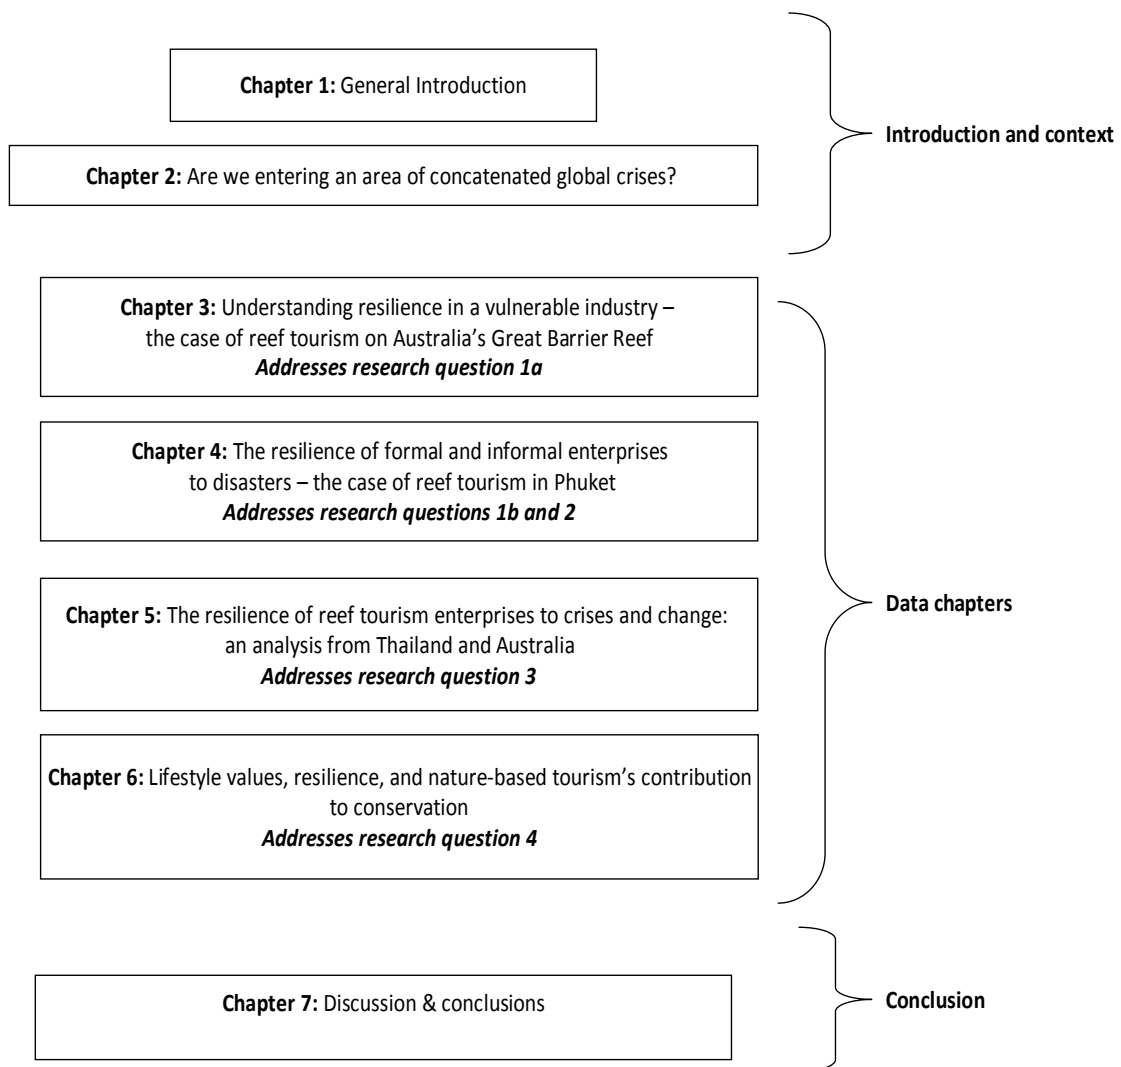 Chapter 1: General Introduction
Introduction and context
Chapter 2: Are we entering an area of concatenated global crises?
Chapter 3: Understanding resilience in a vulnerable industry –
the case of reef tourism on Australia's Great Barrier Reef
Addresses research question 1a
Chapter 4: The resilience of formal and informal enterprises
to disasters – the case of reef tourism in Phuket
Addresses research questions 1b and 2
Chapter 5: The resilience of reef tourism enterprises to crises and change:
an analysis from Thailand and Australia
Addresses research question 3
Data chapters
Chapter 6: Lifestyle values, resilience, and nature-based tourism's contribution
to conservation
Addresses research question 4
Chapter 7: Discussion & conclusions
Conclusion